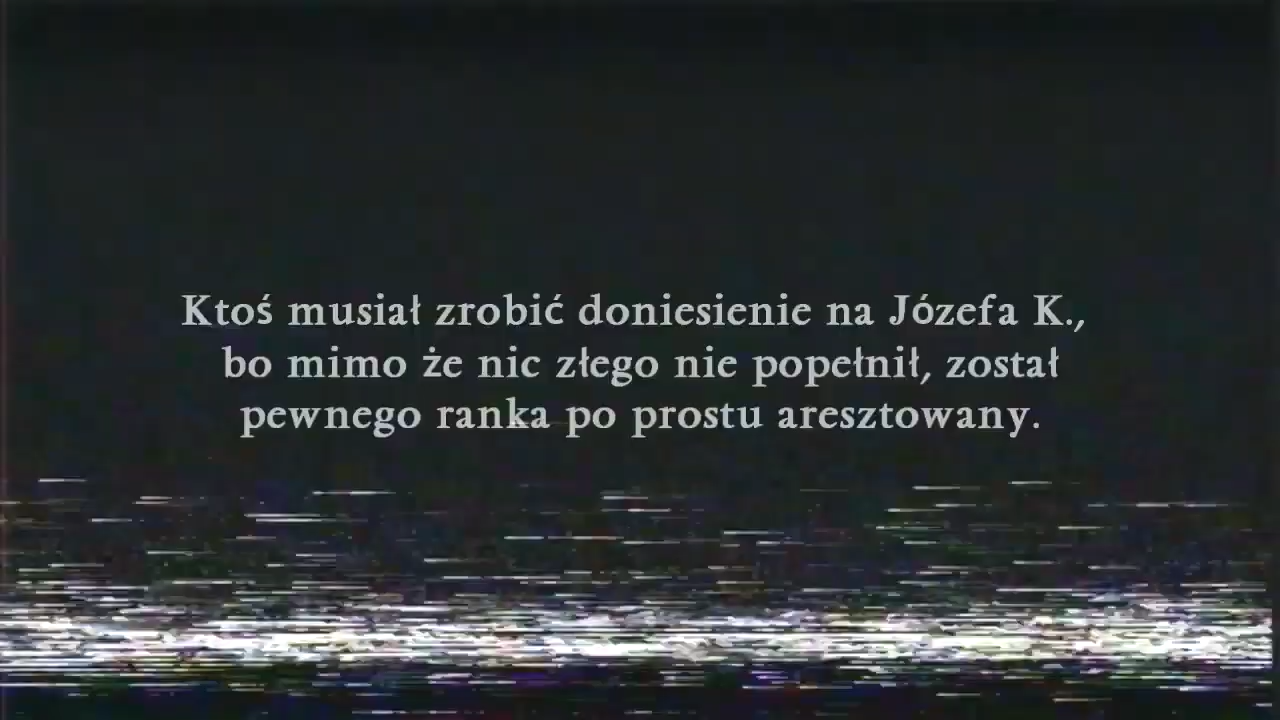 Ktoś musiał zrobić doniesienie na Józefa K.,
bo mimo że nic złego nie popełnił, został
pewnego ranka po prostu aresztowany.